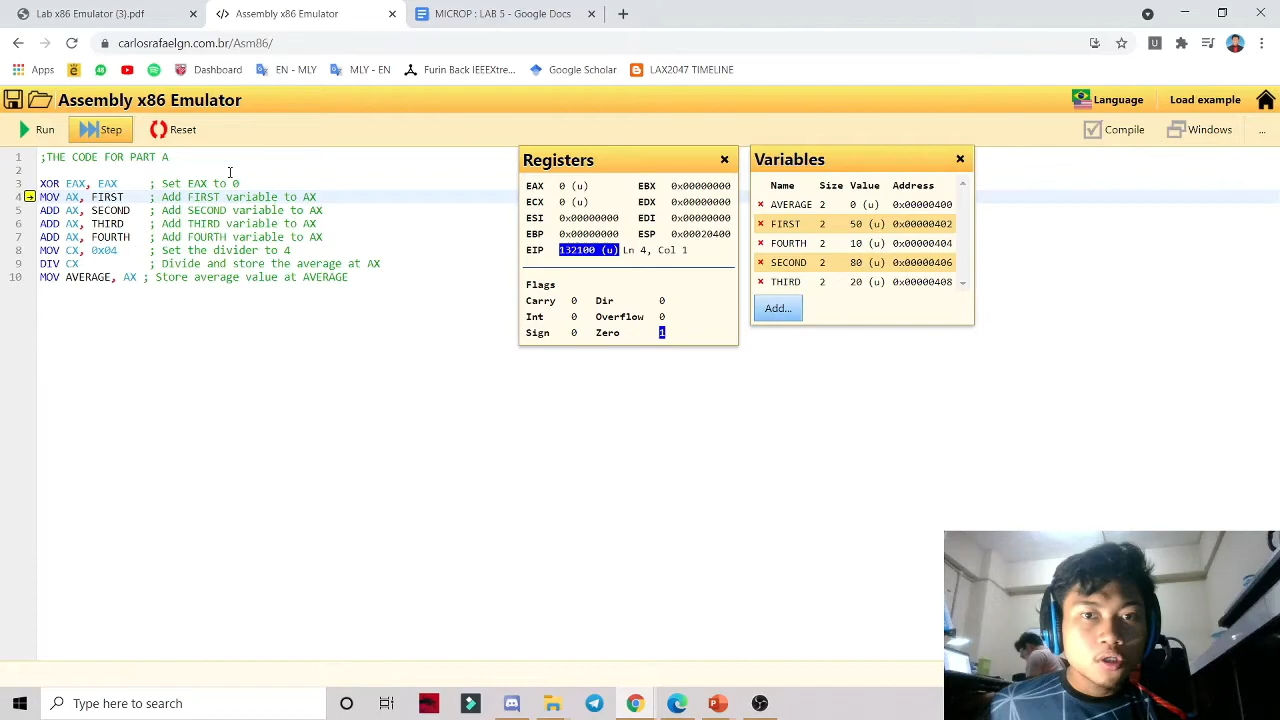 Lab x86 Emulator (3).pdf
Assembly x86 Emulator
MICROP : LAB 5 - Google Docs
carlosrafaelgn.com.br/Asm86/
Apps
Dashboard
EN - MLY
MLY - EN
Furin Back IEEEXtre...
Google Scholar
LAX2047 TIMELINE
Assembly x86 Emulator
Language
Load example
Run
Step
Reset
Compile
Windows
...
1 ;THE CODE FOR PART A
2
3 XOR EAX, EAX ; Set EAX to 0
4 MOV AX, FIRST ; Add FIRST variable to AX
5 ADD AX, SECOND ; Add SECOND variable to AX
6 ADD AX, THIRD ; Add THIRD variable to AX
7 ADD AX, FOURTH ; Add FOURTH variable to AX
8 MOV CX, 0x04 ; Set the divider to 4
9 DIV CX ; Divide and store the average at AX
10 MOV AVERAGE, AX ; Store average value at AVERAGE
Registers
EAX 0 (u) EBX 0x00000000
ECX 0 (u) EDX 0x00000000
ESI 0x00000000 EDI 0x00000000
EBP 0x00000000 ESP 0x00020400
EIP 132100 (u) Ln 4, Col 1
Flags
Carry 0 Dir 0
Int 0 Overflow 0
Sign 0 Zero 1
Variables
Name Size Value Address
AVERAGE 2 0 (u) 0x00000400
FIRST 2 50 (u) 0x00000402
FOURTH 2 10 (u) 0x00000404
SECOND 2 80 (u) 0x00000406
THIRD 2 20 (u) 0x00000408
Add...
Type here to search